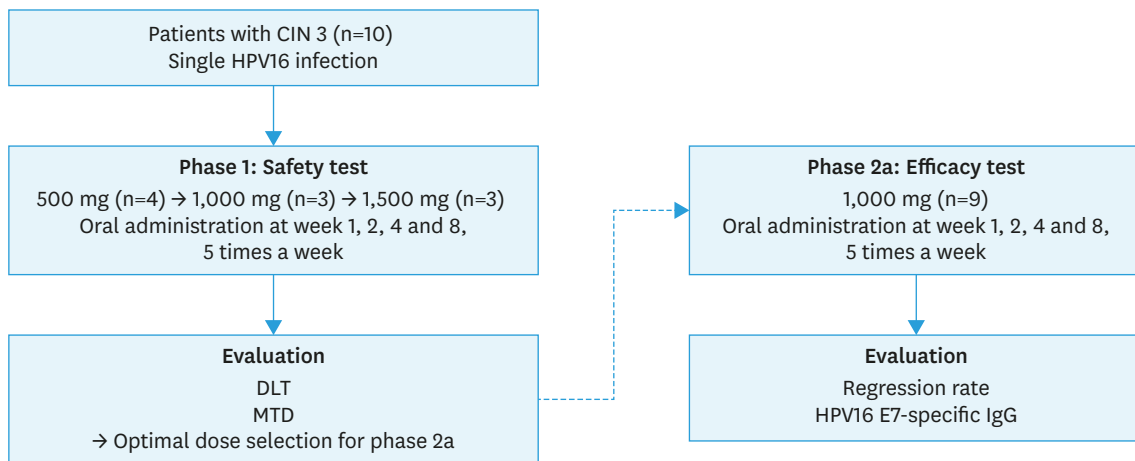 Patients with CIN 3 (n=10)
Single HPV16 infection
Phase 1: Safety test
500 mg (n=4) → 1,000 mg (n=3) → 1,500 mg (n=3)
Oral administration at week 1, 2, 4 and 8,
5 times a week
Evaluation
DLT
MTD
→ Optimal dose selection for phase 2a
Phase 2a: Efficacy test
1,000 mg (n=9)
Oral administration at week 1, 2, 4 and 8,
5 times a week
Evaluation
Regression rate
HPV16 E7-specific IgG